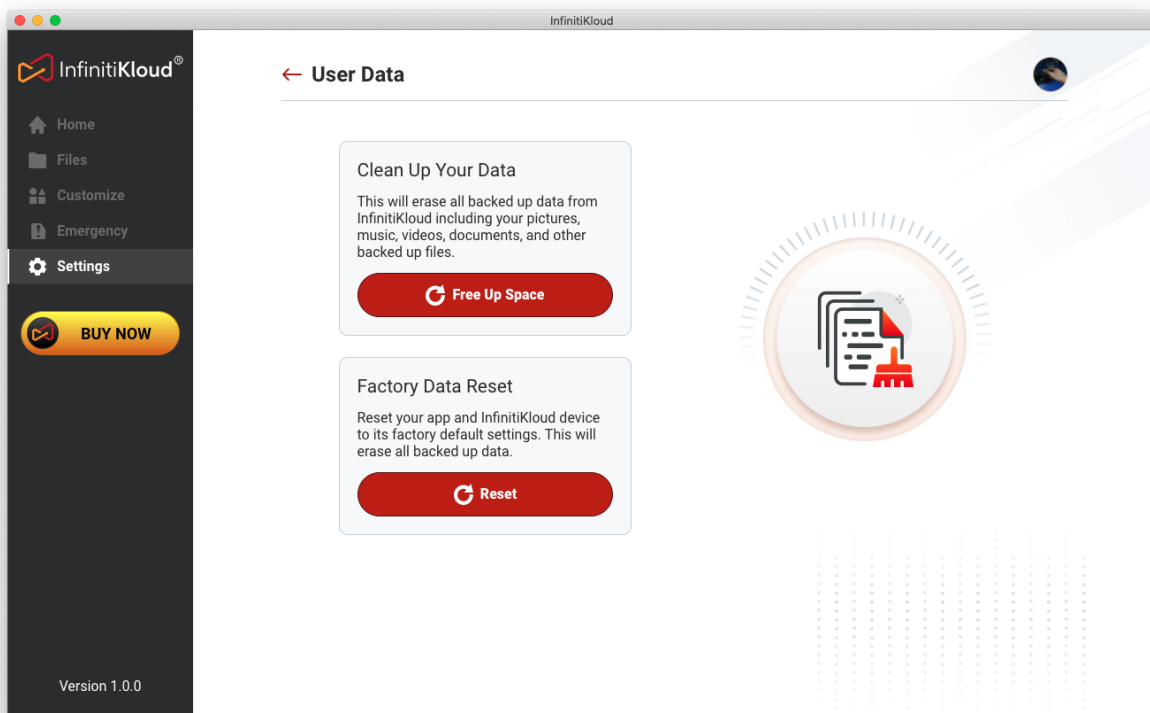 InfinitiKloud
InfinitiKloud®
Home
Files
Customize
Emergency
Settings
BUY NOW
Version 1.0.0
← User Data
Clean Up Your Data
This will erase all backed up data from
InfinitiKloud including your pictures,
music, videos, documents, and other
backed up files.
Free Up Space
Factory Data Reset
Reset your app and InfinitiKloud device
to its factory default settings. This will
erase all backed up data.
Reset